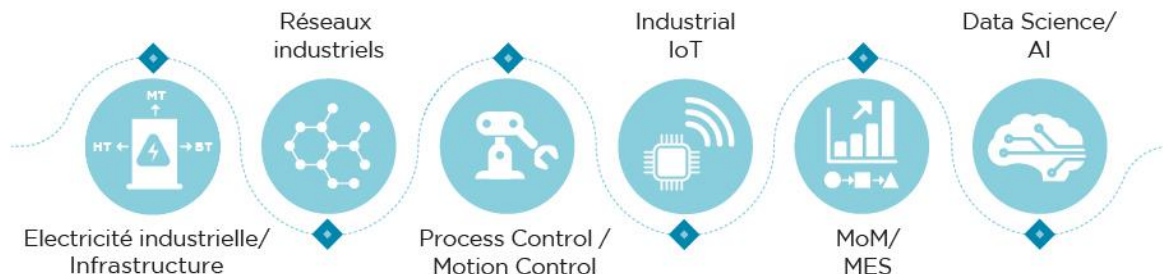 Réseaux
industriels
Industrial
IoT
Data Science/
AI
MT
HT
BT
Electricité industrielle/
Infrastructure
Process Control /
Motion Control
MoM/
MES